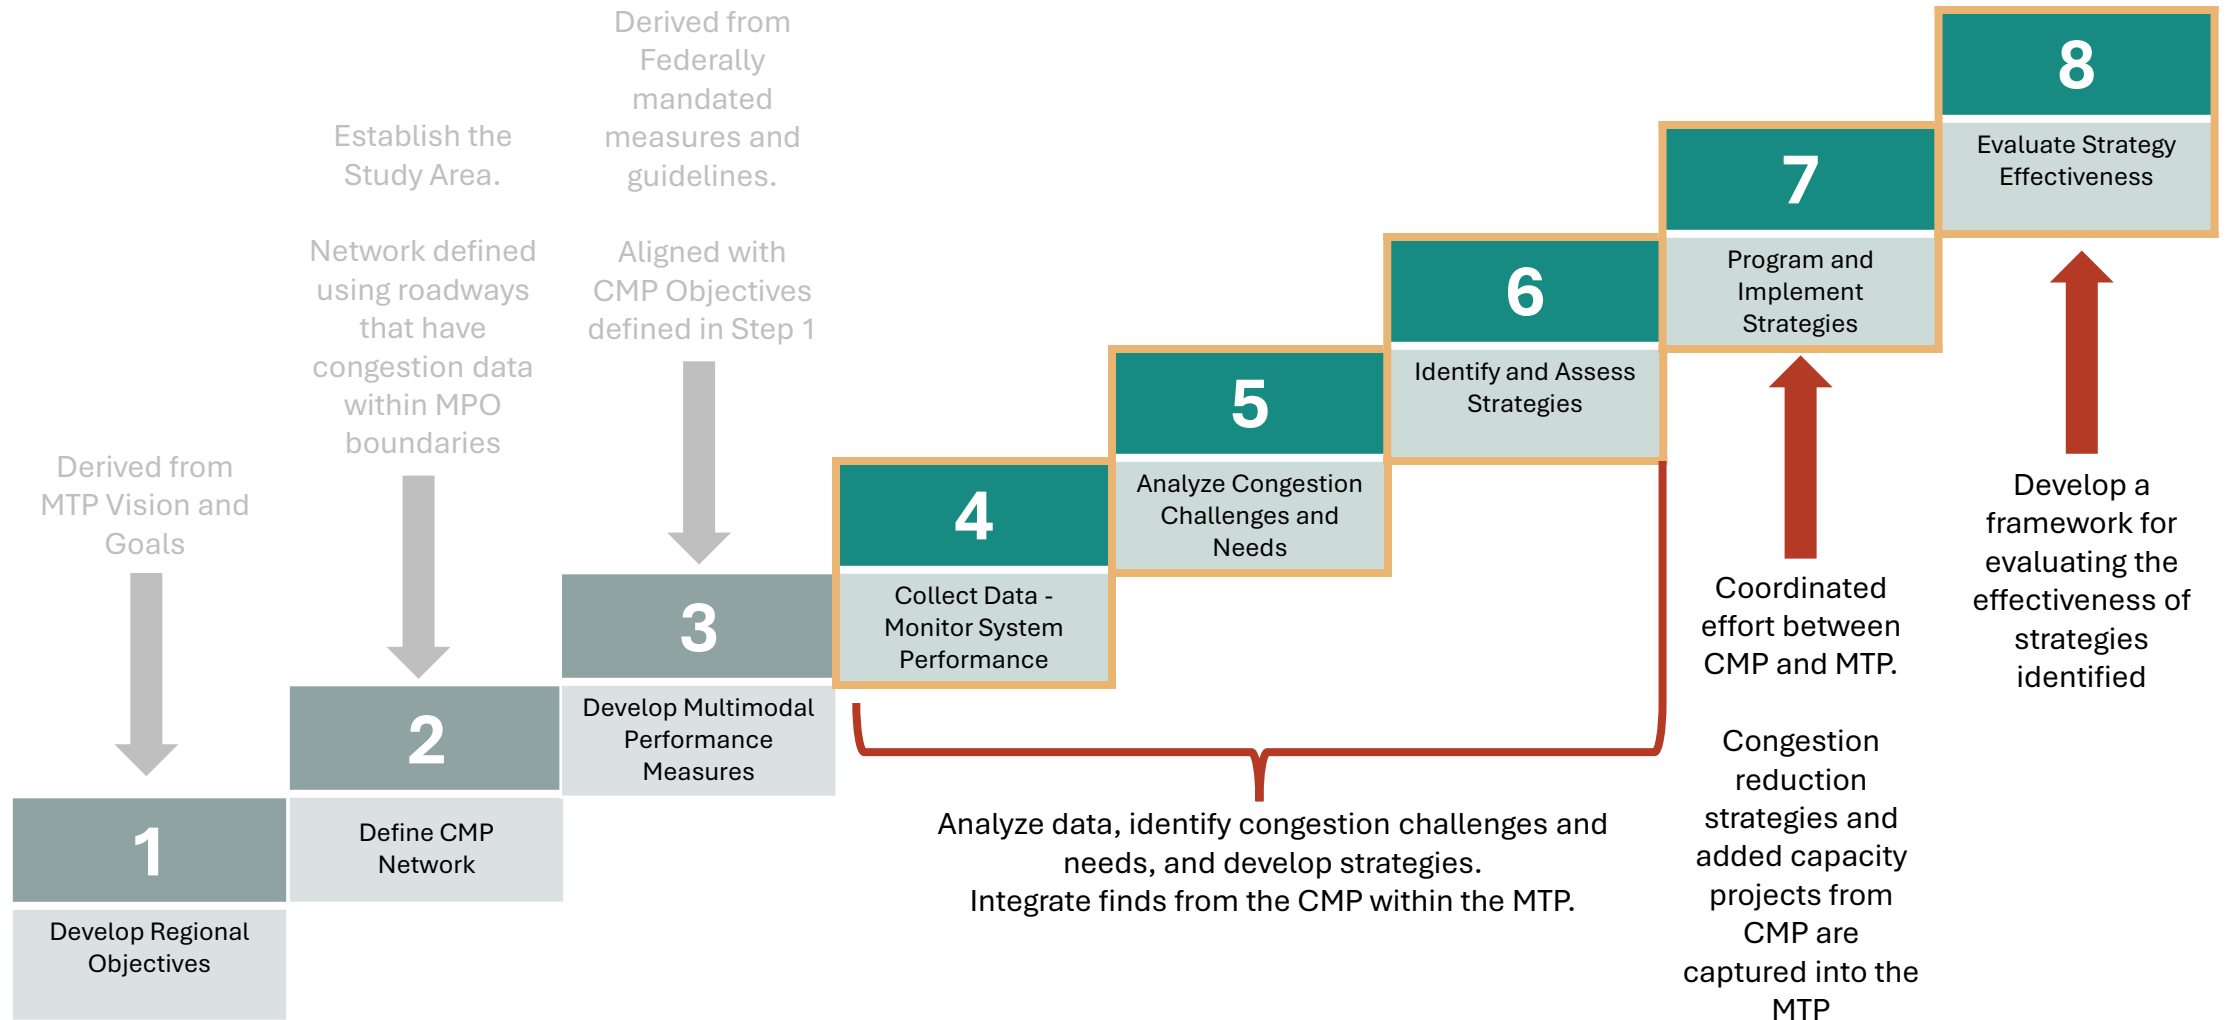 Derived from
MTP Vision and
Goals
1
Develop Regional
Objectives
Establish the
Study Area.
Network defined
using roadways
that have
congestion data
within MPO
boundaries
2
Define CMP
Network
Derived from
Federally
mandated
measures and
guidelines.
Aligned with
CMP Objectives
defined in Step 1
3
Develop Multimodal
Performance
Measures
4
Collect Data -
Monitor System
Performance
5
Analyze Congestion
Challenges and
Needs
6
Identify and Assess
Strategies
Analyze data, identify congestion challenges and
needs, and develop strategies.
Integrate finds from the CMP within the MTP.
7
Program and
Implement
Strategies
Coordinated
effort between
CMP and MTP.
Congestion
reduction
strategies and
added capacity
projects from
CMP are
captured into the
MTP
8
Evaluate Strategy
Effectiveness
Develop a
framework for
evaluating the
effectiveness of
strategies
identified